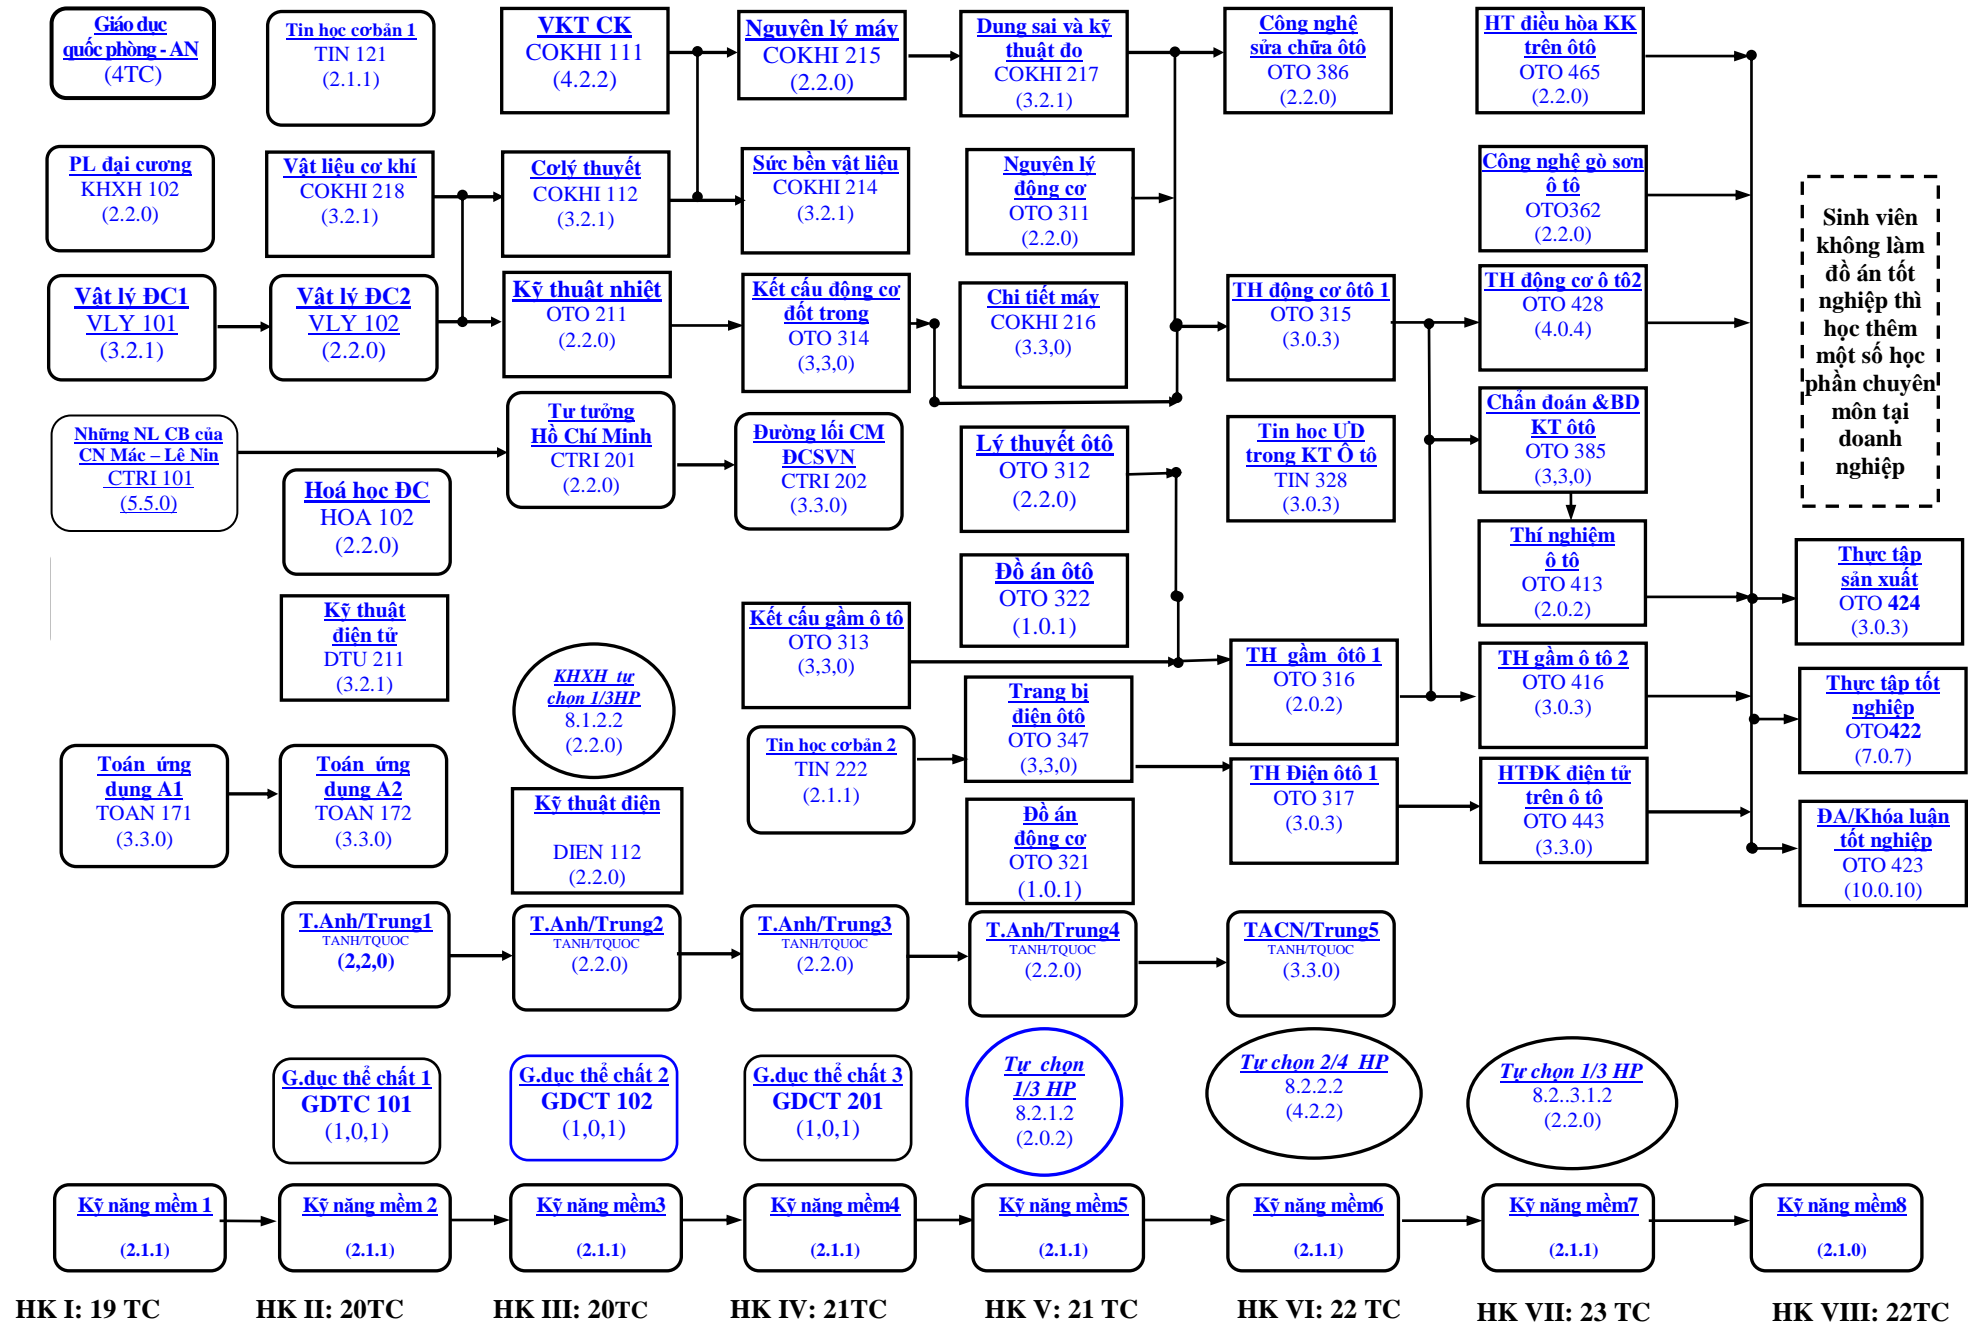 Giáo dục
quốc phòng - AN
(4TC)
PL đại cương
KHXH 102
(2.2.0)
Vật lý ĐC1
VLY 101
(3.2.1)
Những NL CB của
CN Mác – Lê Nin
CTRI 101
(5.5.0)
Toán ứng
dụng A1
TOAN 171
(3.3.0)
Kỹ năng mềm 1
(2.1.1)
HK I: 19 TC
Tin học cơ bản 1
TIN 121
(2.1.1)
Vật liệu cơ khí
COKHI 218
(3.2.1)
Vật lý ĐC2
VLY 102
(2.2.0)
Hoá học ĐC
HOA 102
(2.2.0)
Kỹ thuật
điện tử
DTU 211
(3.2.1)
Toán ứng
dụng A2
TOAN 172
(3.3.0)
T.Anh/Trung1
TANH/TQUOC
(2,2,0)
G.dục thể chất 1
GDTC 101
(1,0,1)
Kỹ năng mềm 2
(2.1.1)
HK II: 20TC
VKT CK
COKHI 111
(4.2.2)
Cơ lý thuyết
COKHI 112
(3.2.1)
Kỹ thuật nhiệt
OTO 211
(2.2.0)
Tư tưởng
Hồ Chí Minh
CTRI 201
(2.2.0)
KHXH tự
chọn 1/3HP
8.1.2.2
(2.2.0)
Kỹ thuật điện
DIEN 112
(2.2.0)
T.Anh/Trung2
TANH/TQUOC
(2.2.0)
G.dục thể chất 2
GDCT 102
(1,0,1)
Kỹ năng mềm3
(2.1.1)
HK III: 20TC
Nguyên lý máy
COKHI 215
(2.2.0)
Sức bền vật liệu
COKHI 214
(3.2.1)
Kết cấu động cơ
đốt trong
OTO 314
(3,3,0)
Đường lối CM
ĐCSVN
CTRI 202
(3.3.0)
Kết cấu gầm ô tô
OTO 313
(3,3,0)
Tin học cơ bản 2
TIN 222
(2.1.1)
T.Anh/Trung3
TANH/TQUOC
(2.2.0)
G.dục thể chất 3
GDCT 201
(1,0,1)
Kỹ năng mềm4
(2.1.1)
HK IV: 21TC
Dung sai và kỹ
thuật đo
COKHI 217
(3.2.1)
Nguyên lý
động cơ
OTO 311
(2.2.0)
Chi tiết máy
COKHI 216
(3.3,0)
Lý thuyết ôtô
OTO 312
(2.2.0)
Đồ án ôtô
OTO 322
(1.0.1)
Trang bị
điện ôtô
OTO 347
(3,3,0)
Đồ án
động cơ
OTO 321
(1.0.1)
T.Anh/Trung4
TANH/TQUOC
(2.2.0)
Tự chọn
1/3 HP
8.2.1.2
(2.0.2)
Kỹ năng mềm5
(2.1.1)
HK V: 21 TC
Công nghệ
sửa chữa ôtô
OTO 386
(2.2.0)
TH động cơ ôtô 1
OTO 315
(3.0.3)
Tin học ƯD
trong KT Ô tô
TIN 328
(3.0.3)
TH gầm ôtô 1
OTO 316
(2.0.2)
TH Điện ôtô 1
OTO 317
(3.0.3)
TACN/Trung5
TANH/TQUOC
(3.3.0)
Tự chọn 2/4 HP
8.2.2.2
(4.2.2)
Kỹ năng mềm6
(2.1.1)
HK VI: 22 TC
HT điều hòa KK
trên ôtô
OTO 465
(2.2.0)
Công nghệ gò sơn
ô tô
OTO362
(2.2.0)
TH động cơ ô tô2
OTO 428
(4.0.4)
Chẩn đoán &BD
KT ôtô
OTO 385
(3,3,0)
Thí nghiệm
ô tô
OTO 413
(2.0.2)
TH gầm ô tô 2
OTO 416
(3.0.3)
HTĐK điện tử
trên ô tô
OTO 443
(3.3.0)
Tự chọn 1/3 HP
8.2..3.1.2
(2.2.0)
Kỹ năng mềm7
(2.1.1)
HK VII: 23 TC
Sinh viên
không làm
đồ án tốt
nghiệp thì
học thêm
một số học
phần chuyên
môn tại
doanh
nghiệp
Thực tập
sản xuất
OTO 424
(3.0.3)
Thực tập tốt
nghiệp
OTO422
(7.0.7)
ĐA/Khóa luận
tốt nghiệp
OTO 423
(10.0.10)
Kỹ năng mềm8
(2.1.0)
HK VIII: 22TC